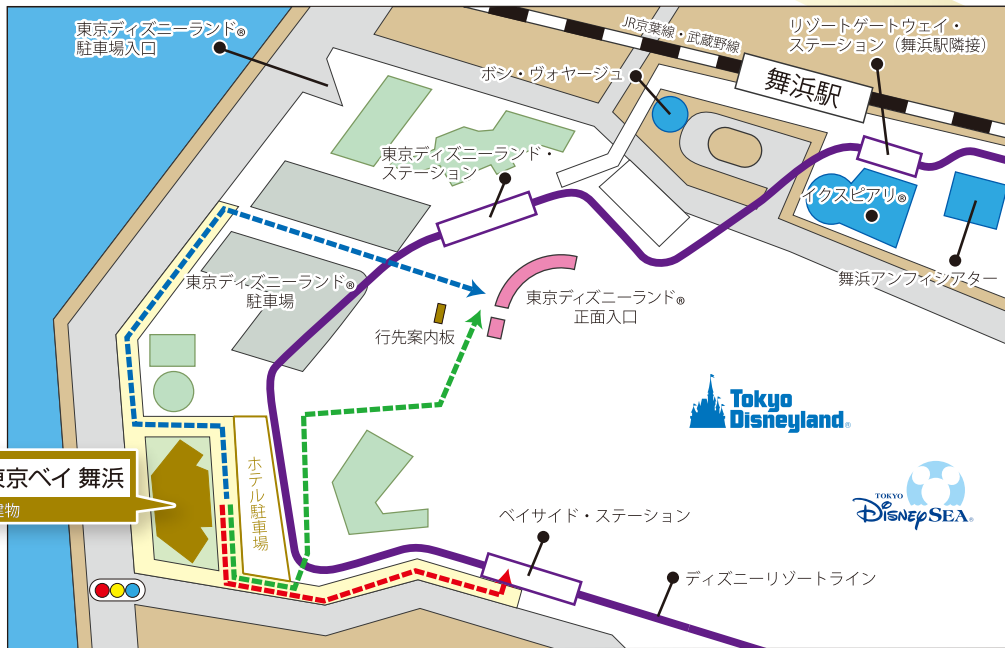 東京ディズニーランド®
駐車場入口
JR京葉線・武蔵野線
リゾートゲートウェイ・
ステーション（舞浜駅隣接）
ボン・ヴォヤージュ
舞浜駅
東京ディズニーランド・
ステーション
イクスピアリ®
舞浜アンフィシアター
東京ディズニーランド®
駐車場
東京ディズニーランド®
正面入口
行先案内板
Tokyo
Disneyland®
京ベイ 舞浜
建物
ホテル駐車場
TOKYO
DISNEYSEA®
ベイサイド・ステーション
ディズニーリゾートライン